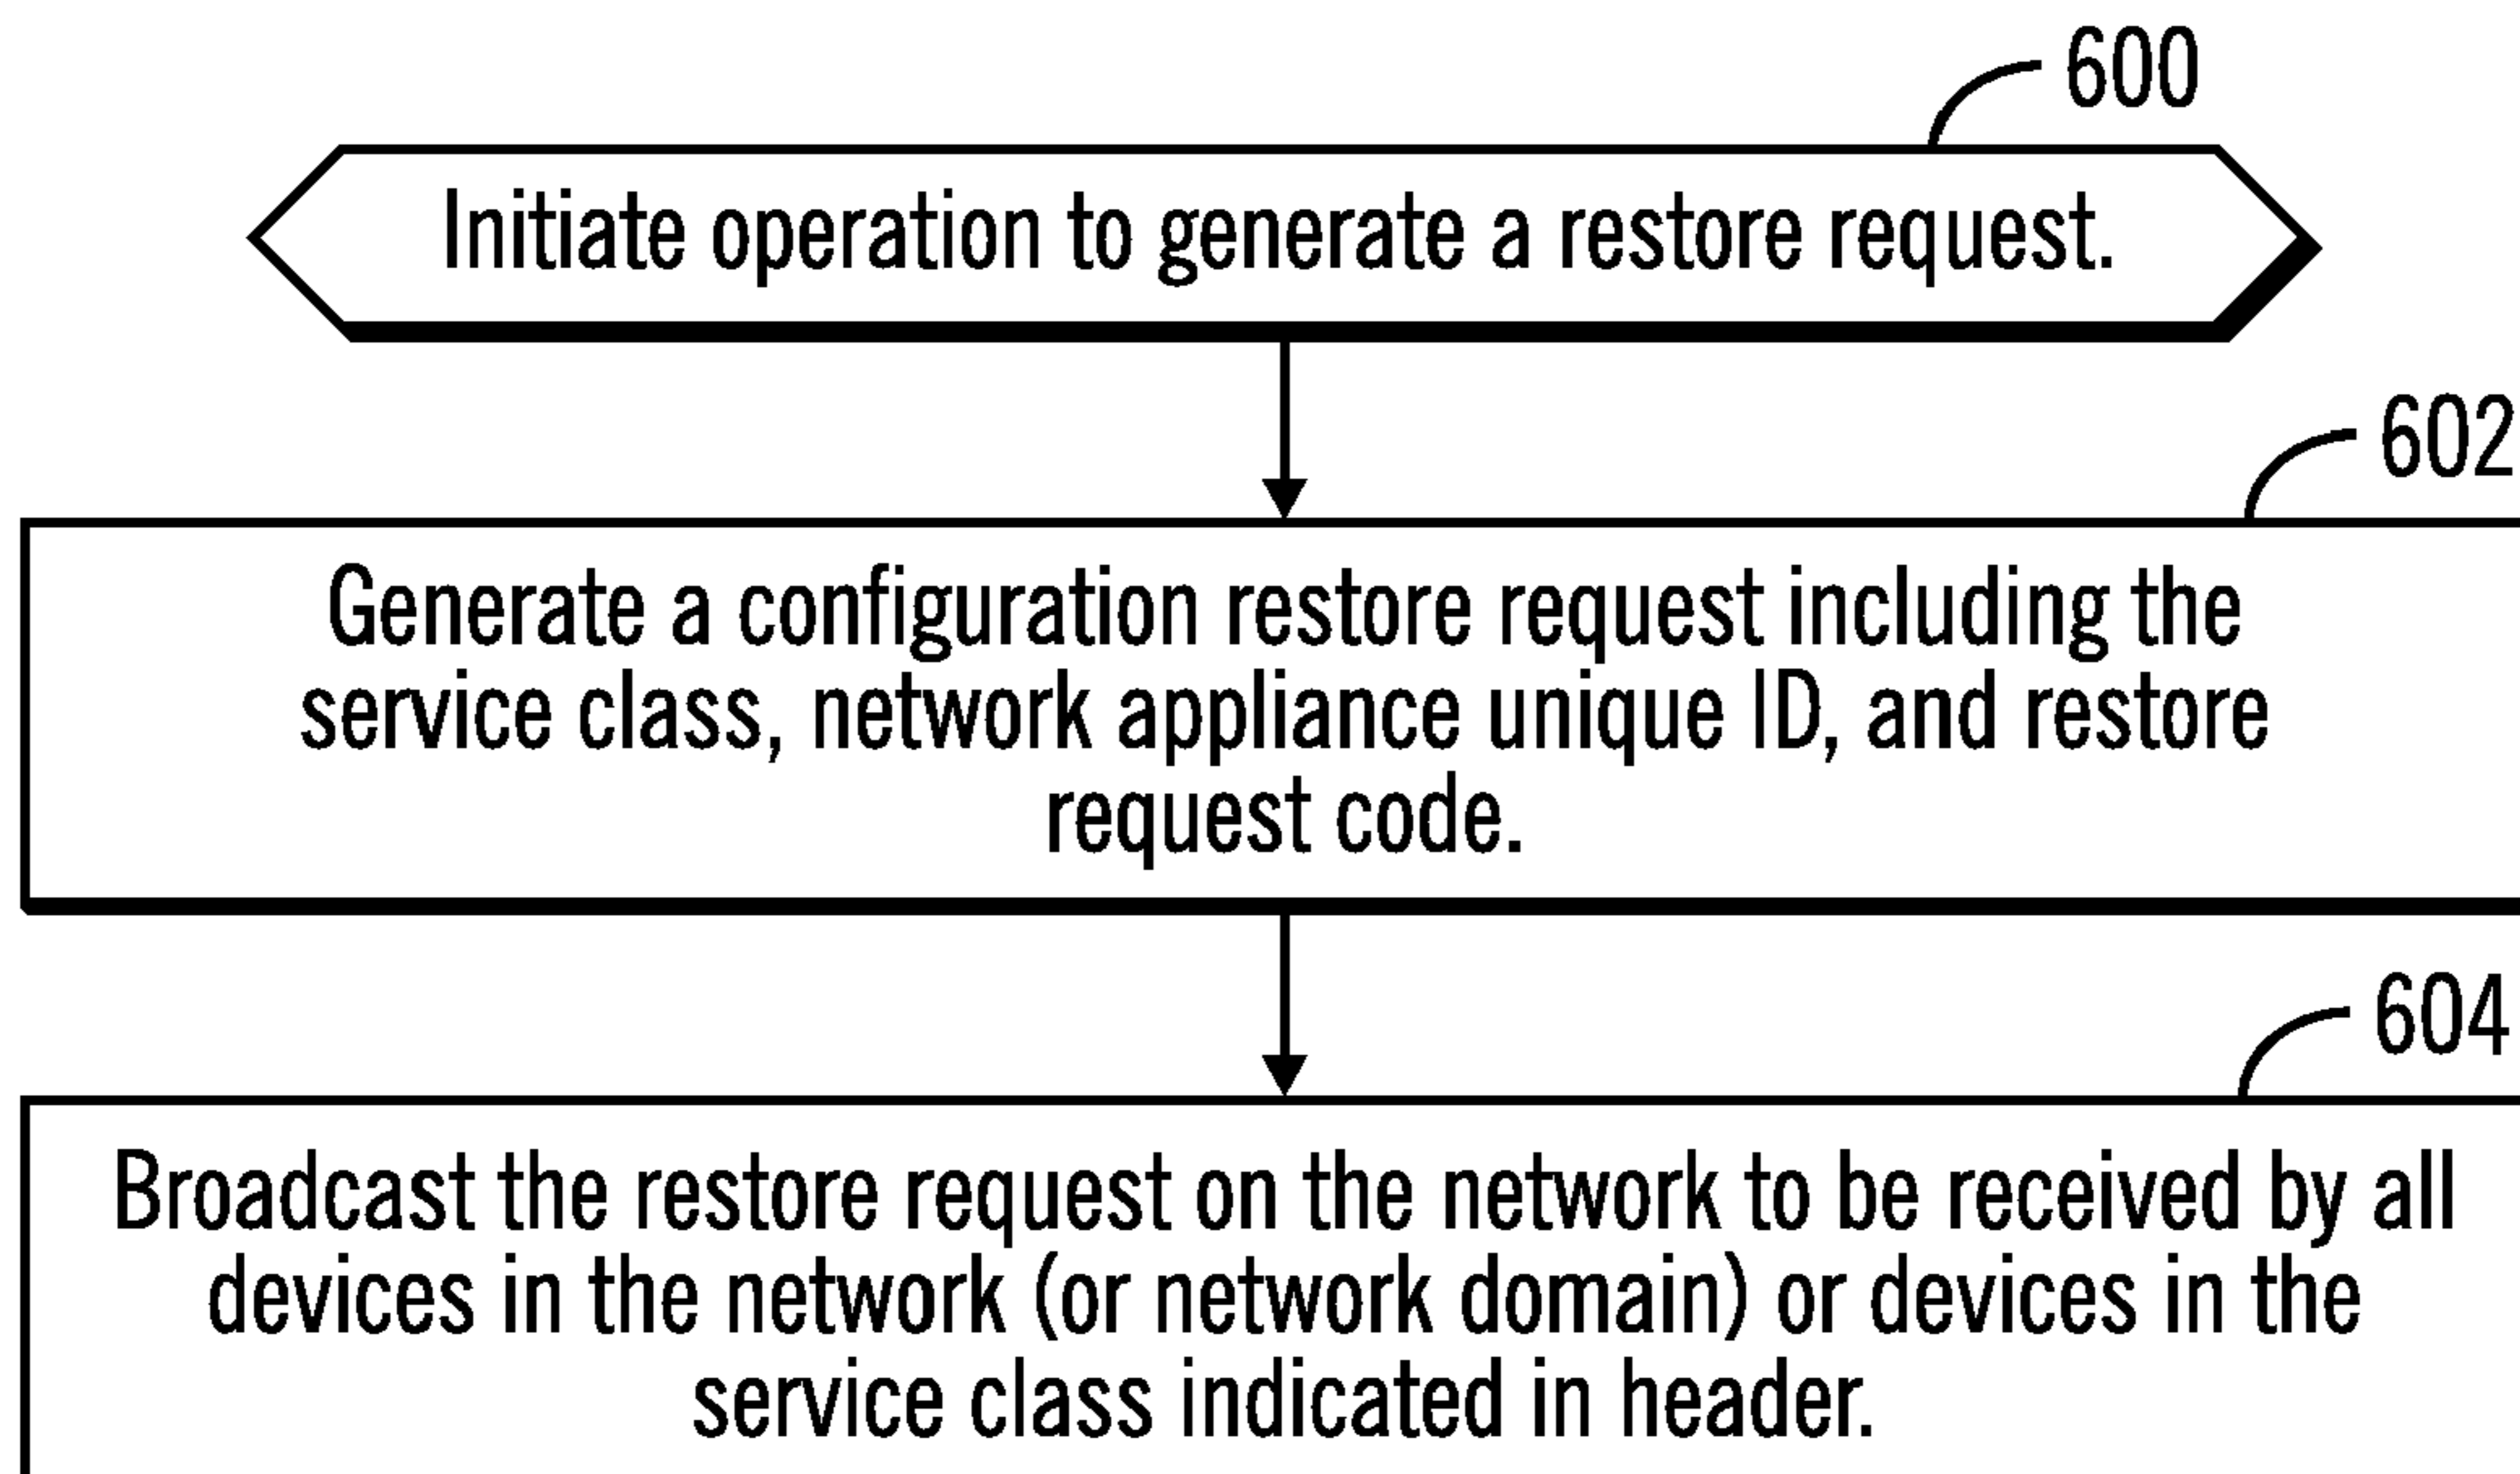 600
Initiate operation to generate a restore request.
602
Generate a configuration restore request including the
service class, network appliance unique ID, and restore
request code.
604
Broadcast the restore request on the network to be received by all
devices in the network (or network domain) or devices in the
service class indicated in header.